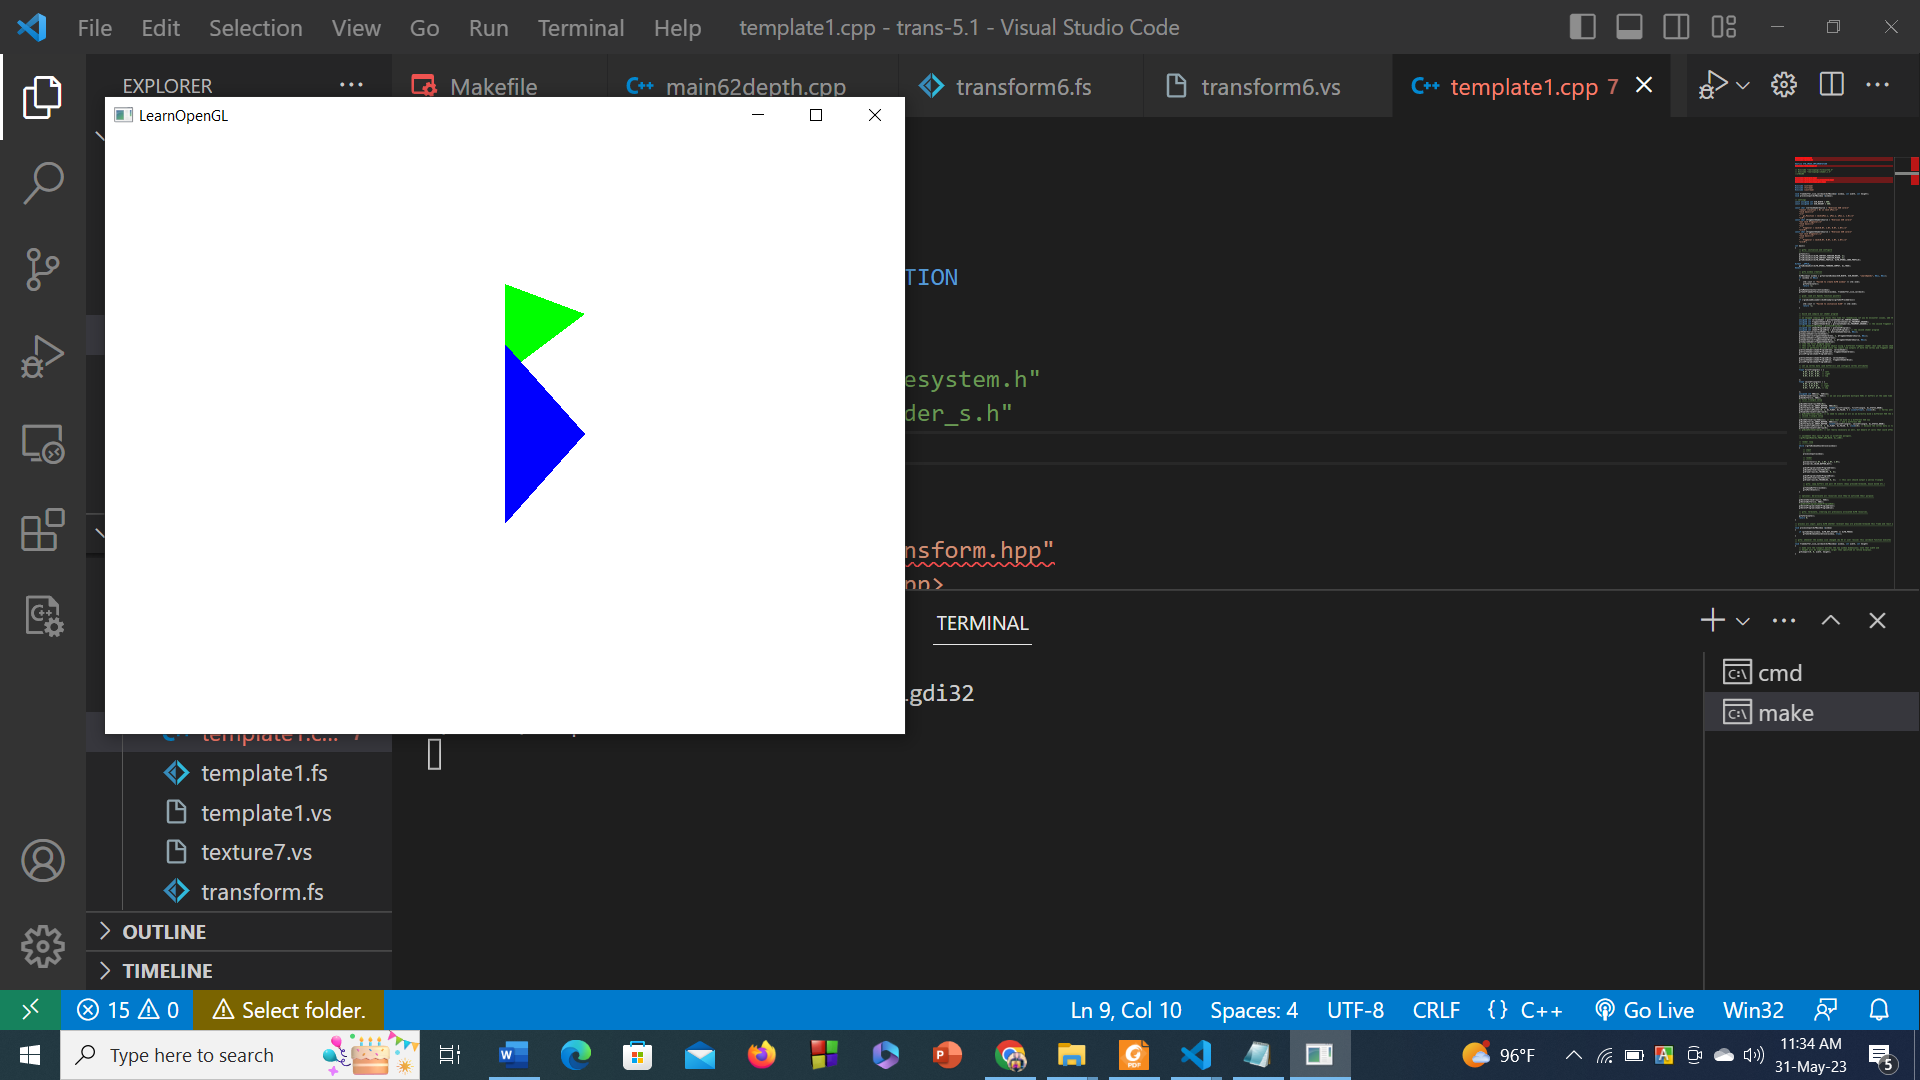 File Edit Selection View Go Run Terminal Help template1.cpp - trans-5.1 - Visual Studio Code
EXPLORER
Makefile main62depth.cpp transform6.fs transform6.vs template1.cpp 7
LearnOpenGL
TION
esystem.h"
der_s.h"
nsform.hpp"
TERMINAL
gdi32
cmd
make
template1.c... 7
template1.fs
template1.vs
texture7.vs
transform.fs
OUTLINE
TIMELINE
15 0 Select folder. Ln 9, Col 10 Spaces: 4 UTF-8 CRLF {} C++ Go Live Win32
Type here to search 96°F 11:34 AM
31-May-23 5